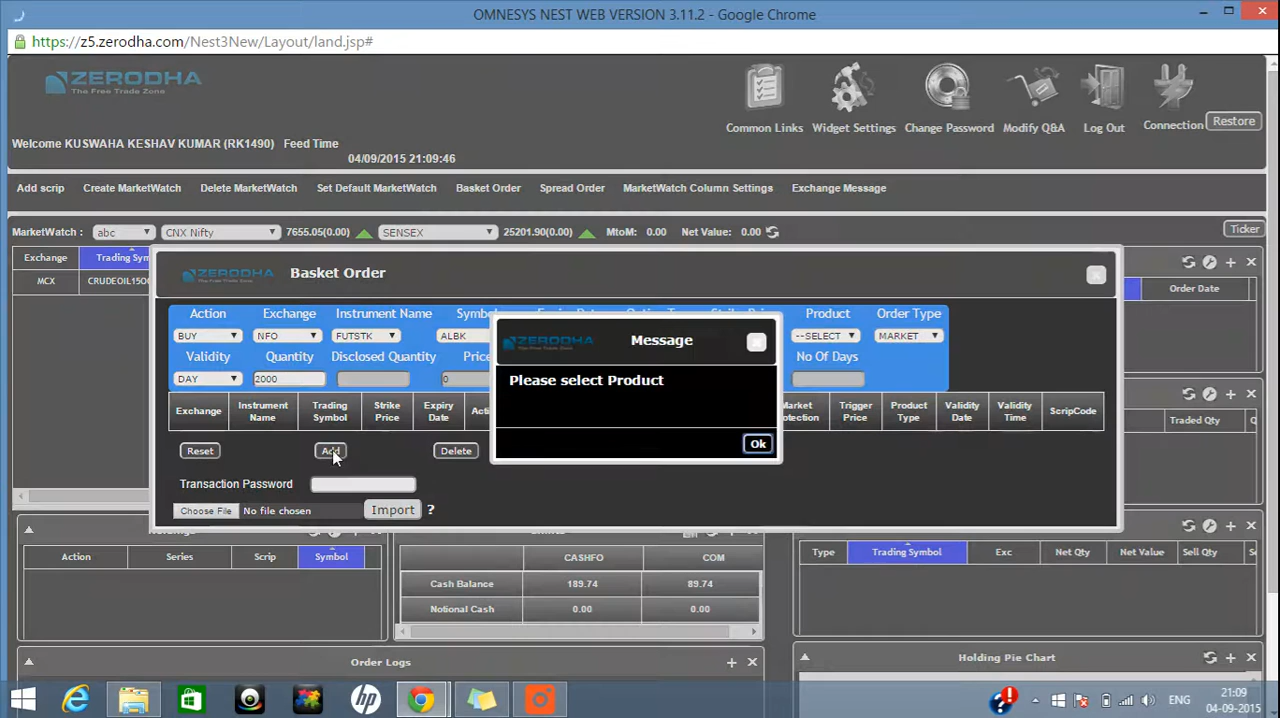 OMNESYS NEST WEB VERSION 3.11.2 - Google Chrome
https://z5.zerodha.com/Nest3New/Layout/land.jsp#
ZERODHA
The Free Trade Zone
Common Links Widget Settings Change Password Modify Q&A Log Out Connection Restore
Welcome KUSWAHA KESHAV KUMAR (RK1490) Feed Time
04/09/2015 21:09:46
Add scrip Create MarketWatch Delete MarketWatch Set Default MarketWatch Basket Order Spread Order MarketWatch Column Settings Exchange Message
MarketWatch : abc CNX Nifty 7655.05(0.00) SENSEX 25201.90(0.00) MtoM: 0.00 Net Value: 0.00 Ticker
Exchange Trading Sym
MCX CRUDEOIL15OC
Order Date
ZERODHA Basket Order
Action Exchange Instrument Name Product Order Type
BUY NFO FUTSTK ALBK --SELECT MARKET
Validity Quantity Disclosed Quantity Price No Of Days
DAY 2000 0
ZERODHA Message
Please select Product
Ok
Exchange Instrument Name Trading Symbol Strike Price Expiry Date Trigger Price Product Type Validity Date Validity Time ScripCode
Traded Qty
Reset Add Delete
Transaction Password
Choose File No file chosen Import ?
Action Series Scrip Symbol
CASHFO COM
Cash Balance 189.74 89.74
Notional Cash 0.00 0.00
Type Trading Symbol Exc Net Qty Net Value Sell Qty
Order Logs
Holding Pie Chart
ENG
21:09
04-09-2015